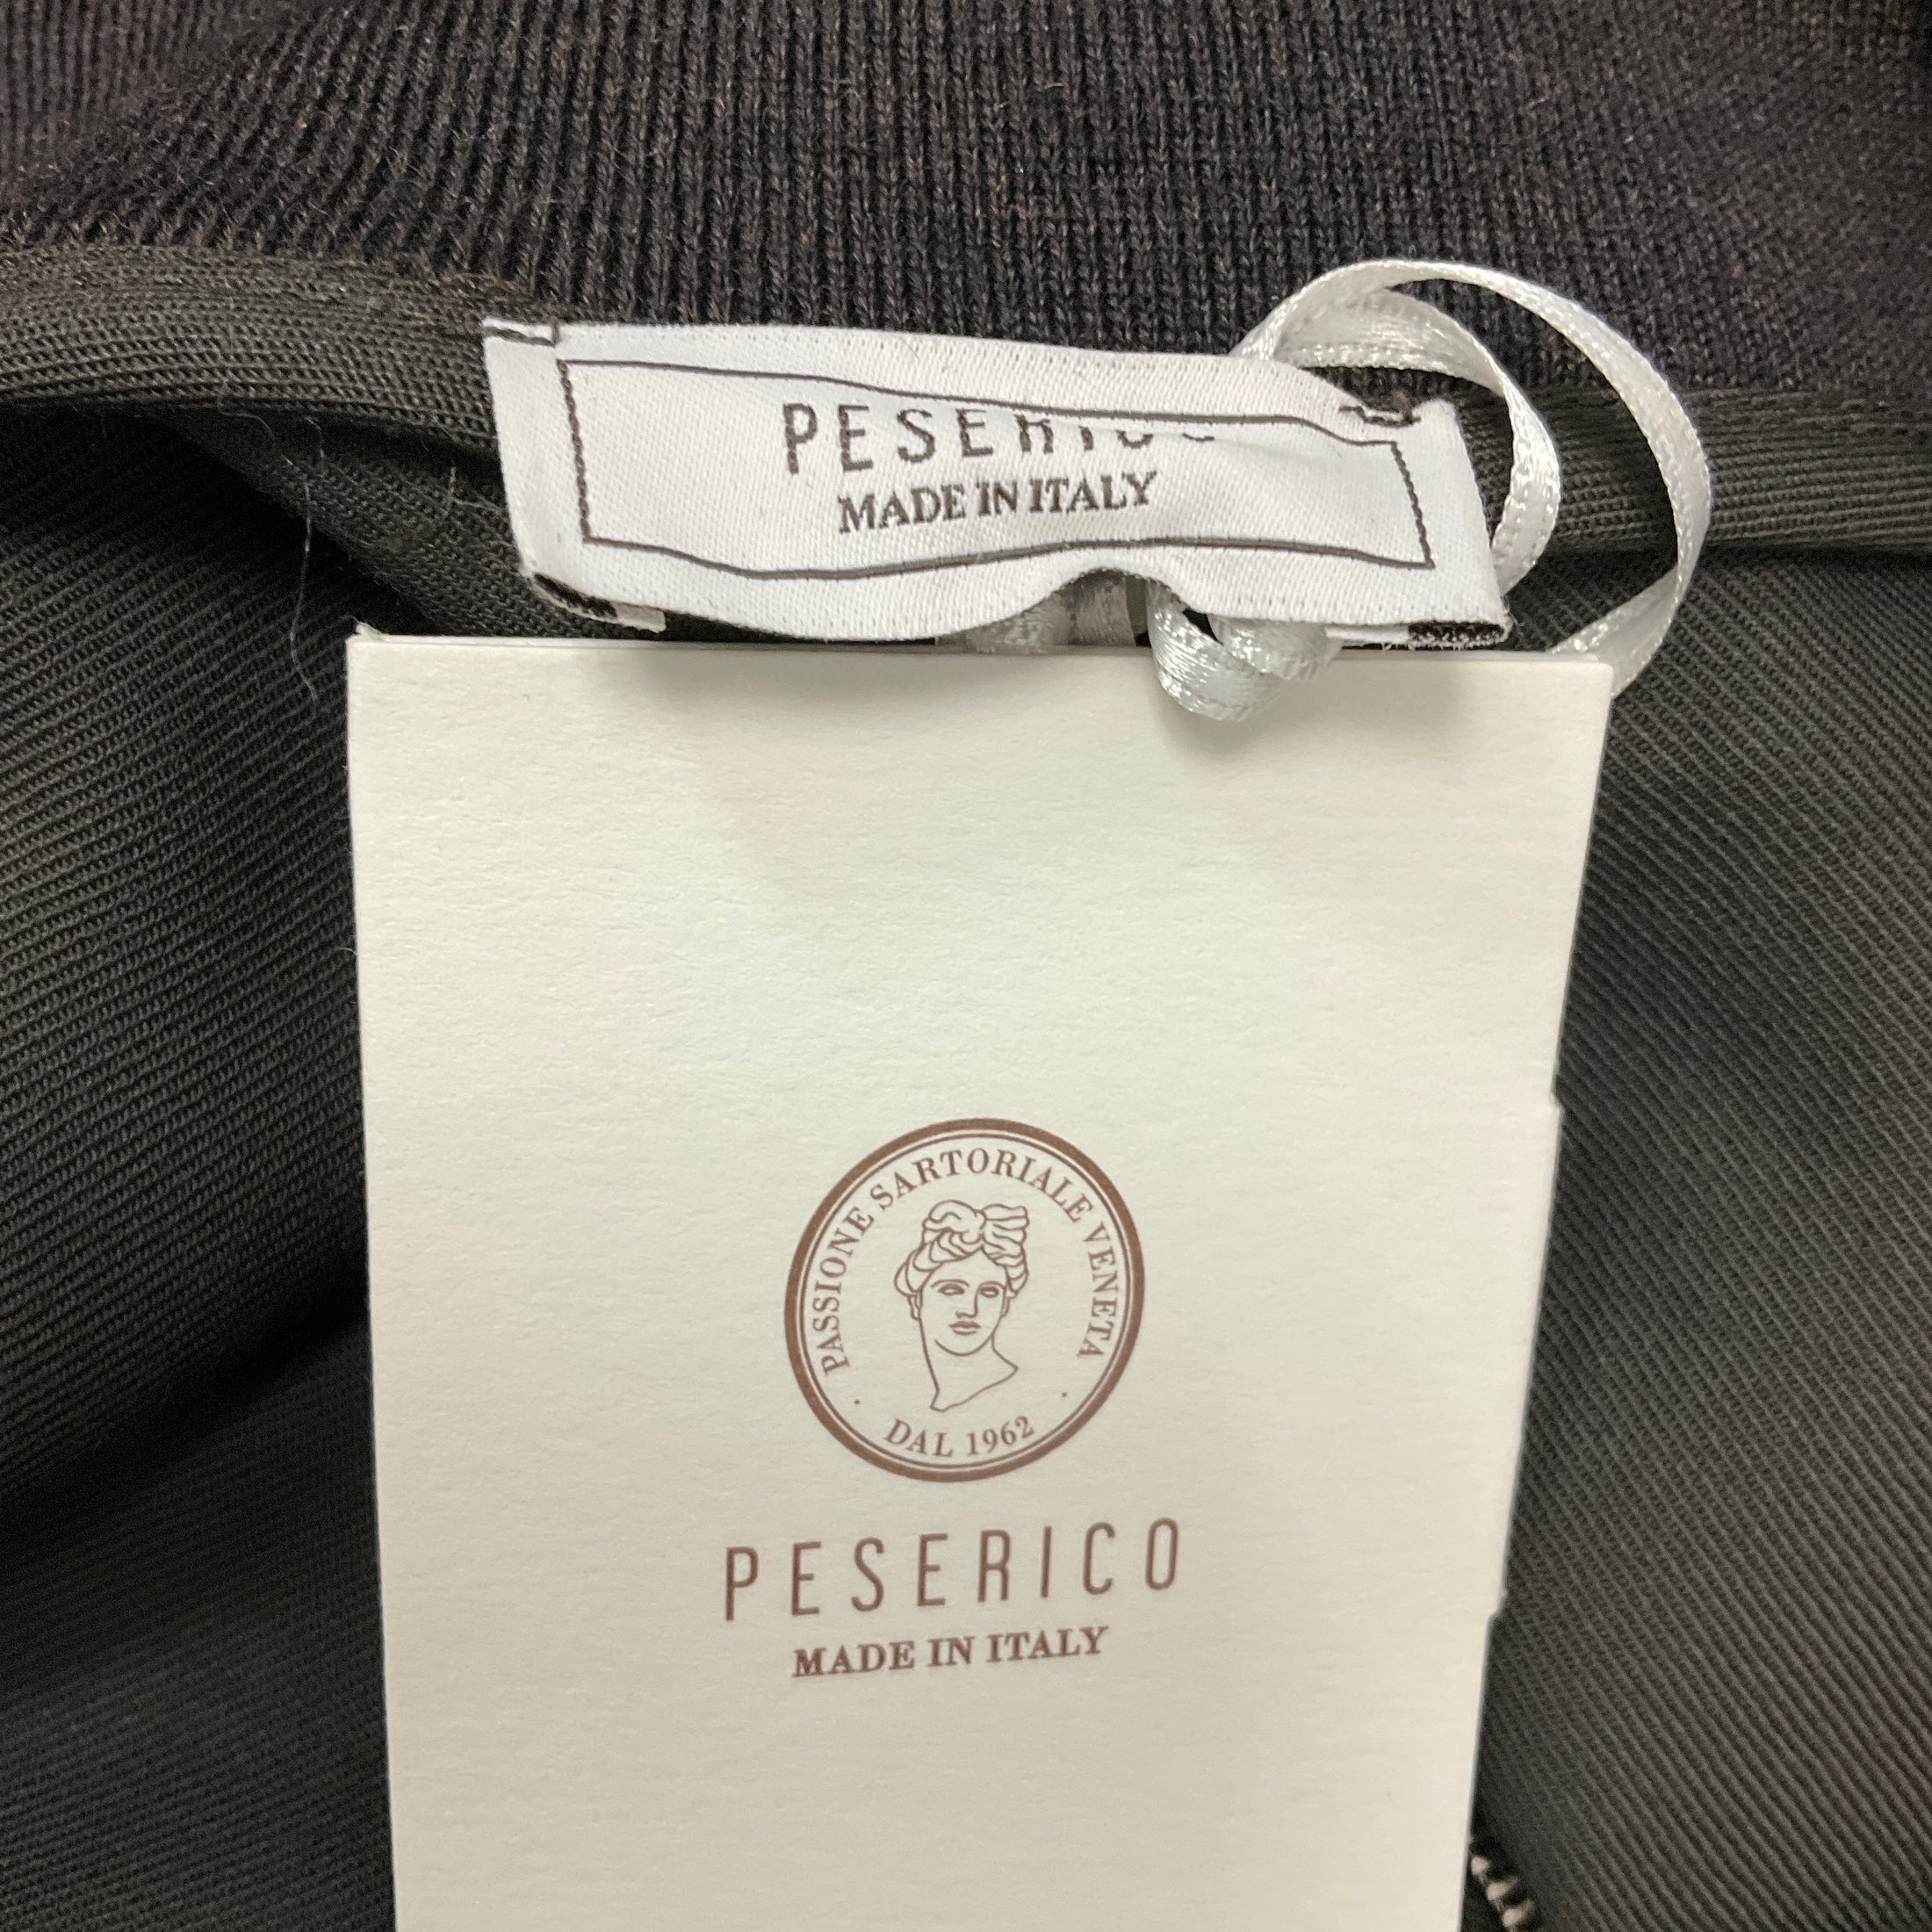 PESERICO
MADE IN ITALY
PASSIONE SARTORIALE VENETA
· DAL 1962 ·
PESERICO
MADE IN ITALY